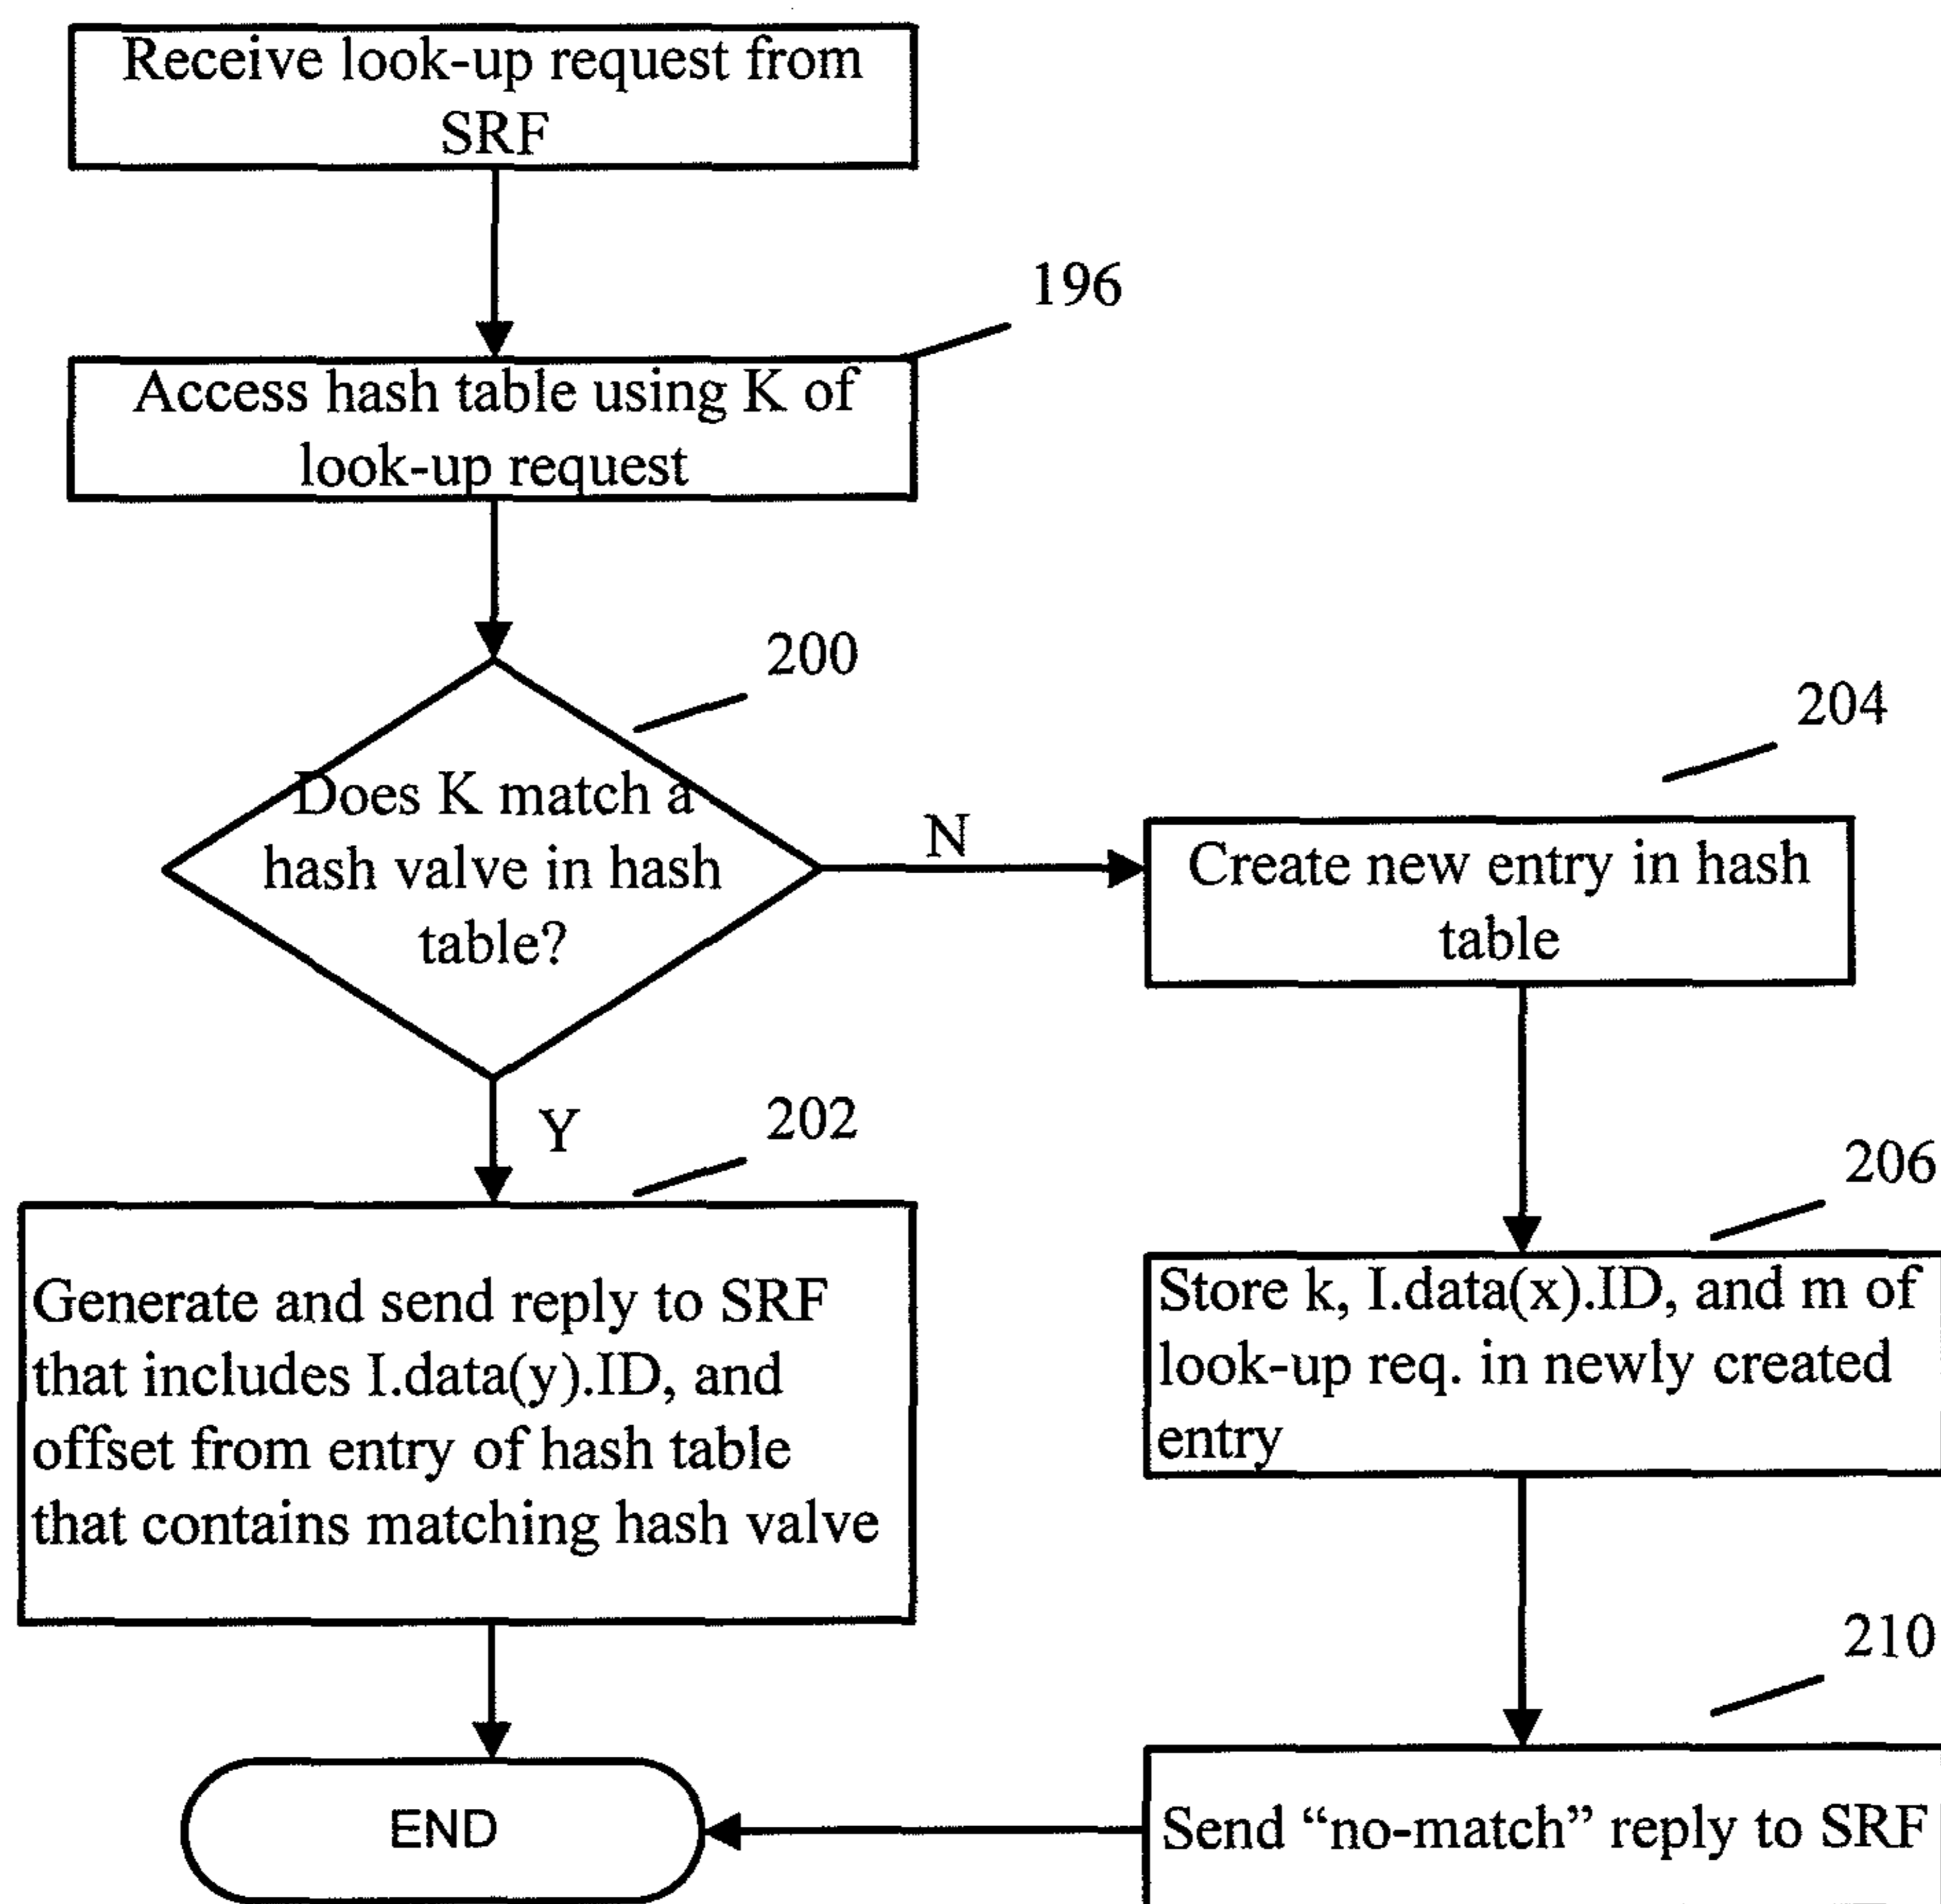 Receive look-up request from
SRF
196
Access hash table using K of
look-up request
200
Does K match a
hash valve in hash
table?
N
204
Create new entry in hash
table
Y
202
Generate and send reply to SRF
that includes I.data(y).ID, and
offset from entry of hash table
that contains matching hash valve
206
Store k, I.data(x).ID, and m of
look-up req. in newly created
entry
210
Send “no-match” reply to SRF
END